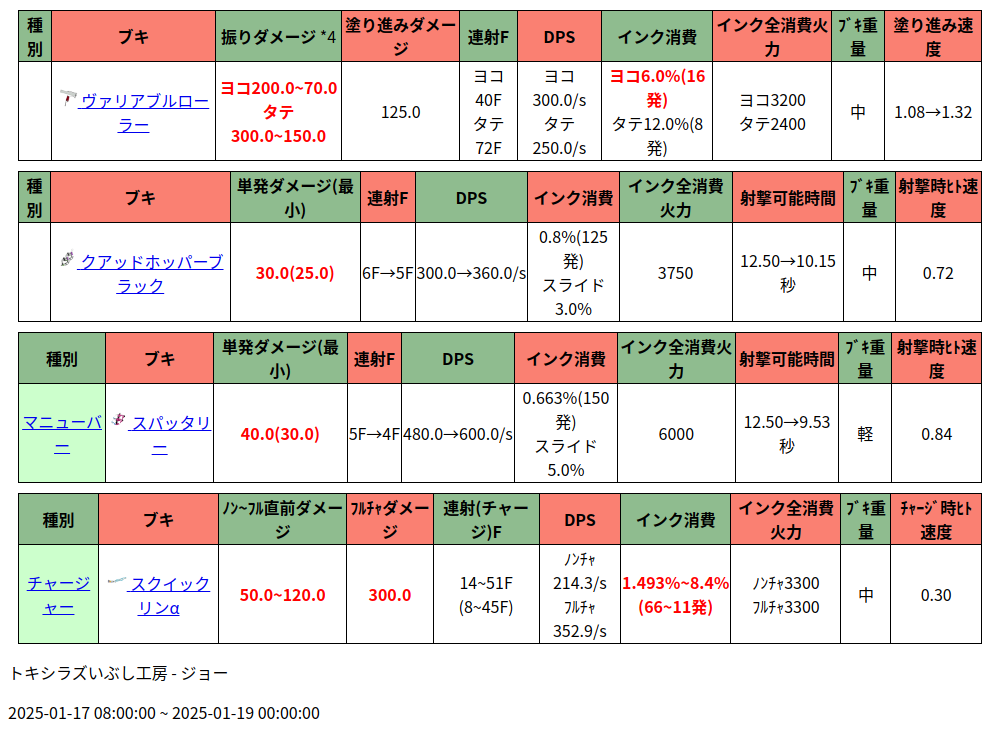 種別 ブキ 振りダメージ *4 塗り進みダメージ 連射F DPS インク消費 インク全消費火力 ﾌﾞｷ重量 塗り進み速度
ヴァリアブルローラー ヨコ200.0~70.0 タテ 300.0~150.0 125.0 ヨコ 40F タテ 72F ヨコ 300.0/s タテ 250.0/s ヨコ6.0%(16発) タテ12.0%(8発) ヨコ3200 タテ2400 中 1.08→1.32
種別 ブキ 単発ダメージ(最小) 連射F DPS インク消費 インク全消費火力 射撃可能時間 ﾌﾞｷ重量 射撃時ﾋﾄ速度
クアッドホッパーブラック 30.0(25.0) 6F→5F 300.0→360.0/s 0.8%(125発) スライド 3.0% 3750 12.50→10.15秒 中 0.72
種別 ブキ 単発ダメージ(最小) 連射F DPS インク消費 インク全消費火力 射撃可能時間 ﾌﾞｷ重量 射撃時ﾋﾄ速度
マニューバー スパッタリー 40.0(30.0) 5F→4F 480.0→600.0/s 0.663%(150発) スライド 5.0% 6000 12.50→9.53秒 軽 0.84
種別 ブキ ﾉﾝ~ﾌﾙ直前ダメージ ﾌﾙﾁｬダメージ 連射(チャージ)F DPS インク消費 インク全消費火力 ﾌﾞｷ重量 ﾁｬｰｼﾞ時ﾋﾄ速度
チャージャー スクイックリンα 50.0~120.0 300.0 14~51F (8~45F) ﾉﾝﾁｬ 214.3/s ﾌﾙﾁｬ 352.9/s 1.493%~8.4% (66~11発) ﾉﾝﾁｬ3300 ﾌﾙﾁｬ3300 中 0.30
トキシラズいぶし工房 - ジョー
2025-01-17 08:00:00 ~ 2025-01-19 00:00:00